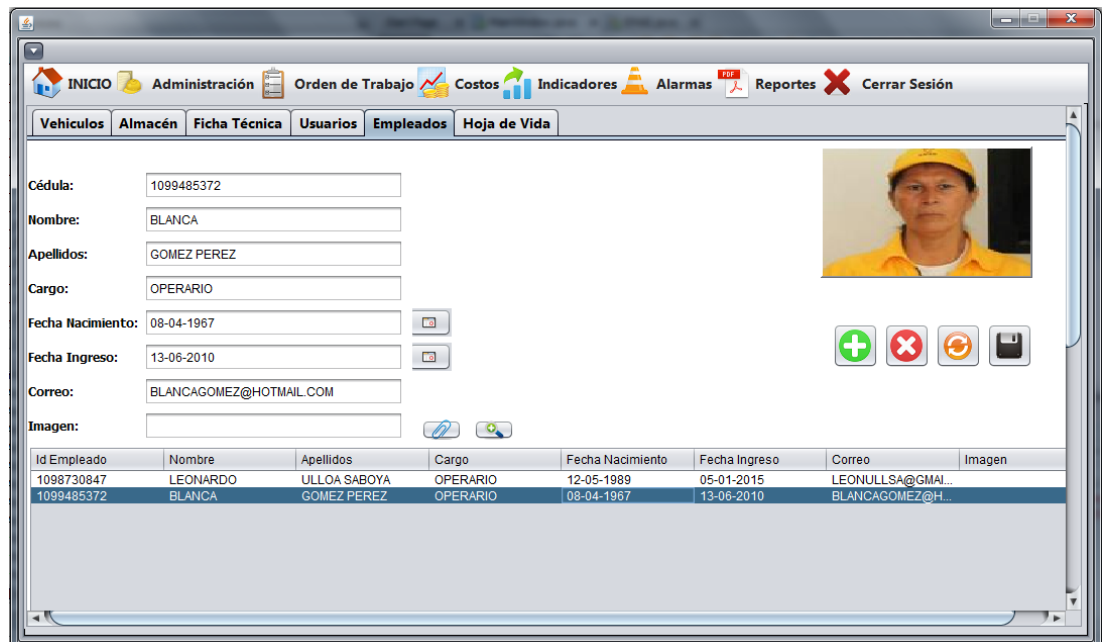 INICIO Administración Orden de Trabajo Costos Indicadores Alarmas PDF Reportes Cerrar Sesión
Vehiculos Almacén Ficha Técnica Usuarios Empleados Hoja de Vida
Cédula: 1099485372
Nombre: BLANCA
Apellidos: GOMEZ PEREZ
Cargo: OPERARIO
Fecha Nacimiento: 08-04-1967
Fecha Ingreso: 13-06-2010
Correo: BLANCAGOMEZ@HOTMAIL.COM
Imagen:
Id Empleado Nombre Apellidos Cargo Fecha Nacimiento Fecha Ingreso Correo Imagen
1098730847 LEONARDO ULLOA SABOYA OPERARIO 12-05-1989 05-01-2015 LEONULLSA@GMAI...
1099485372 BLANCA GOMEZ PEREZ OPERARIO 08-04-1967 13-06-2010 BLANCAGOMEZ@H...